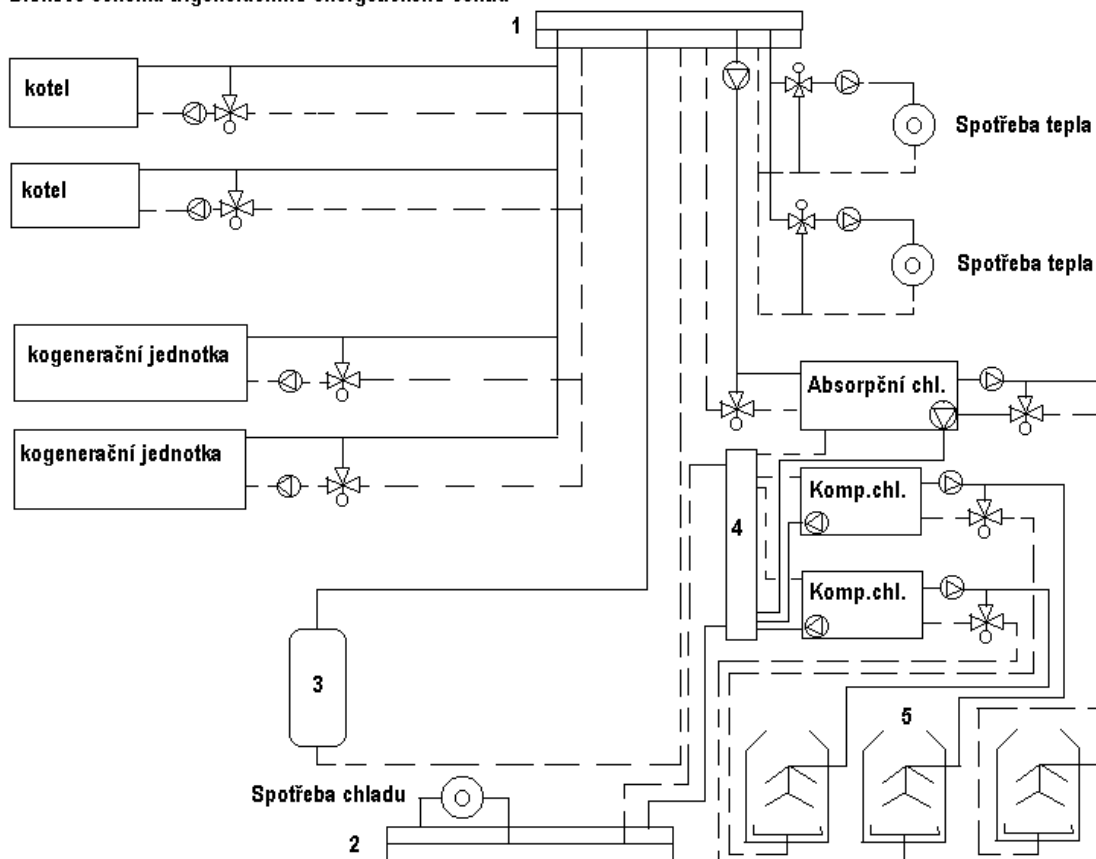 1
kotel
Spotřeba tepla
kotel
Spotřeba tepla
kogenerační jednotka
Absorpční chl.
kogenerační jednotka
Komp.chl.
4
Komp.chl.
3
5
Spotřeba chladu
2